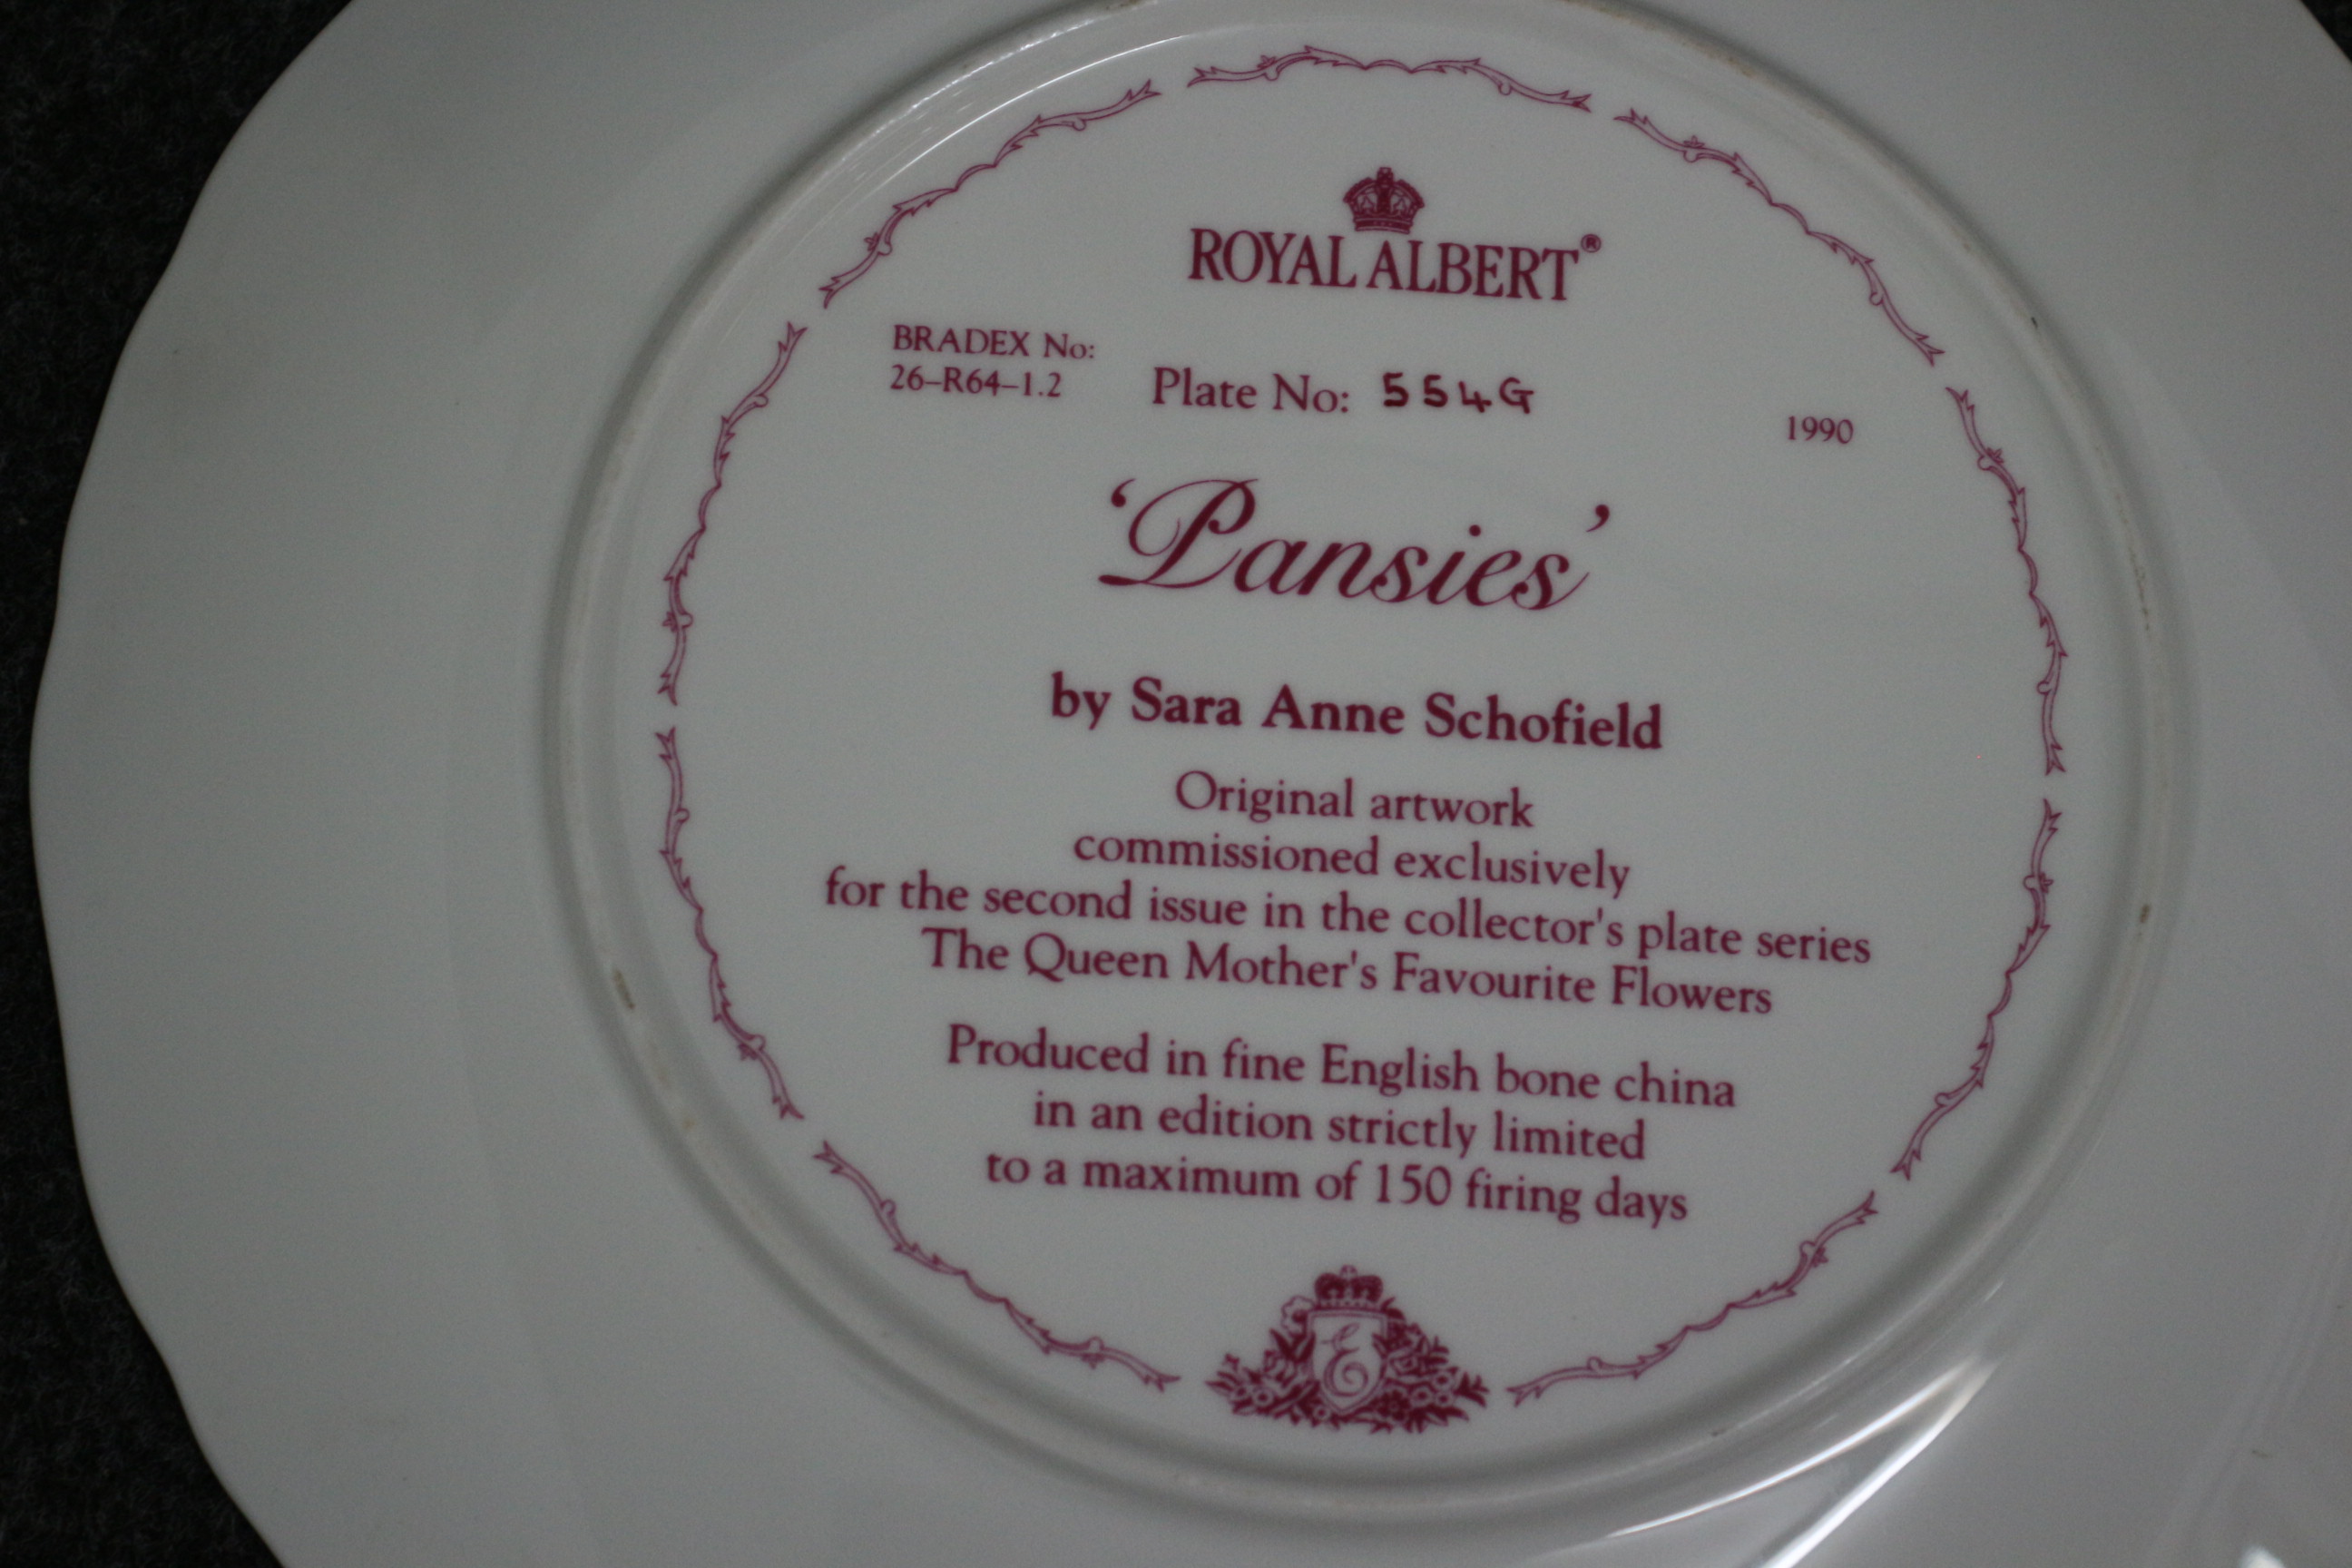 ROYAL ALBERT®
BRADEX No:
26–R64–1.2
Plate No: 554G
1990
‘Pansies’
by Sara Anne Schofield
Original artwork
commissioned exclusively
for the second issue in the collector's plate series
The Queen Mother's Favourite Flowers
Produced in fine English bone china
in an edition strictly limited
to a maximum of 150 firing days
E